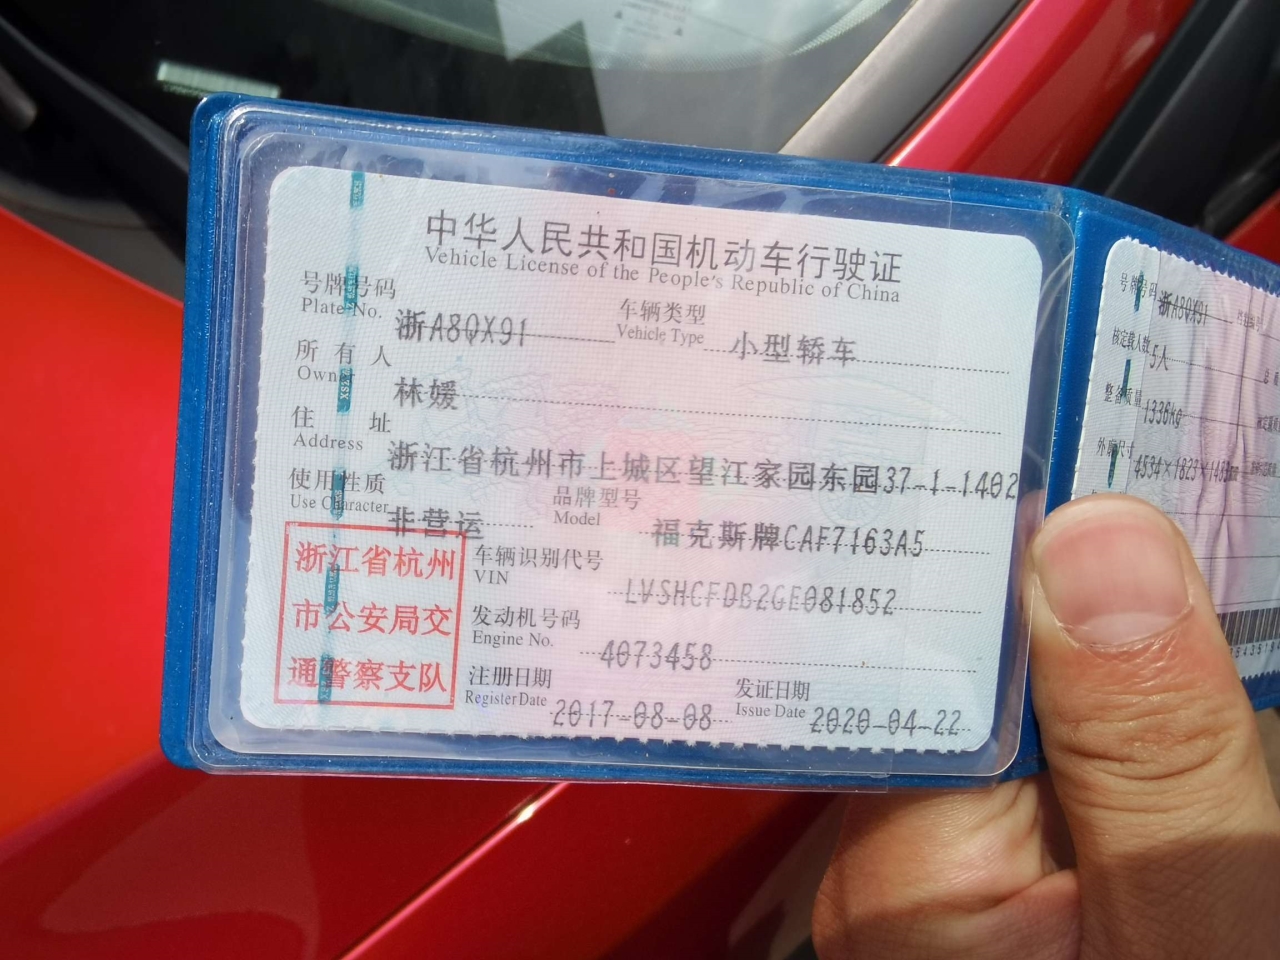 中华人民共和国机动车行驶证
Vehicle License of the People's Republic of China
号牌号码 浙A8QX91 车辆类型 小型轿车
Plate No. Vehicle Type
所有人 林媛
Owner
住址 浙江省杭州市上城区望江家园东园37-1-1402
Address
使用性质 非营运 品牌型号 福克斯牌CAF7163A5
Use Character Model
浙江省杭州
市公安局交
通警察支队
车辆识别代号 LVSHCFDB2GE081852
VIN
发动机号码 4073458
Engine No.
注册日期 2017-08-08 发证日期 2020-04-22
Register Date Issue Date
号牌号码 浙A8QX91
核定载人数 5人
整备质量 1336kg
外廓尺寸